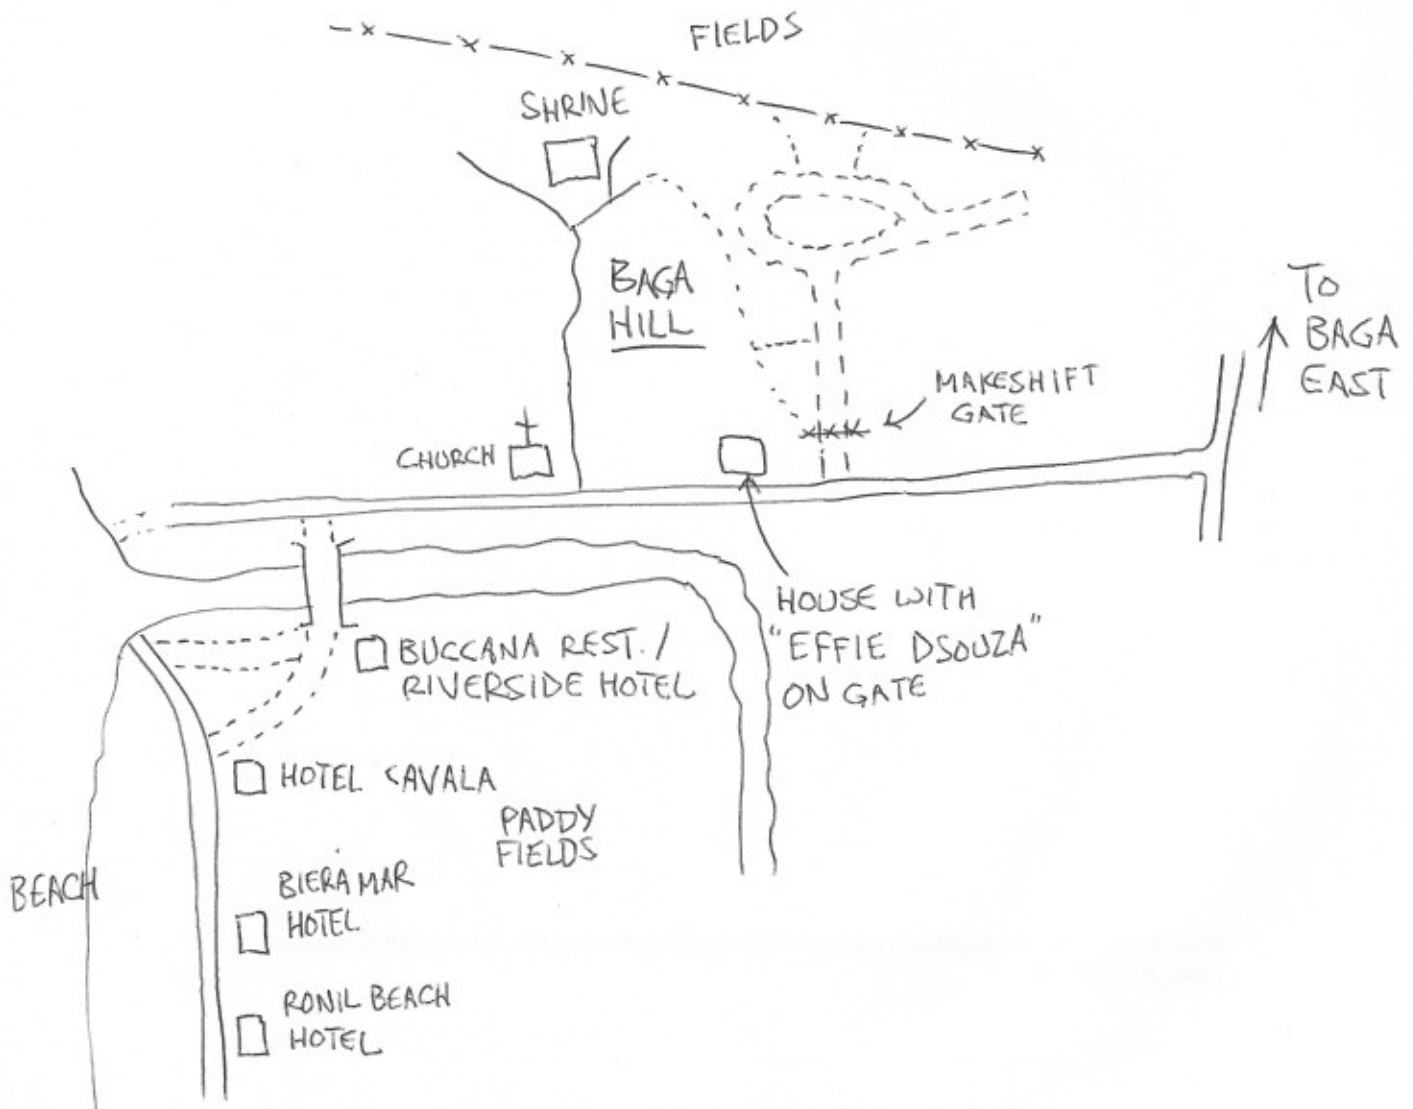 FIELDS
SHRINE
BAGA
HILL
TO
BAGA
EAST
MAKESHIFT
GATE
CHURCH
HOUSE WITH
"EFFIE DSOUZA"
ON GATE
BUCCANA REST. /
RIVERSIDE HOTEL
HOTEL CAVALA
PADDY
FIELDS
BEACH
BIERA MAR
HOTEL
RONIL BEACH
HOTEL